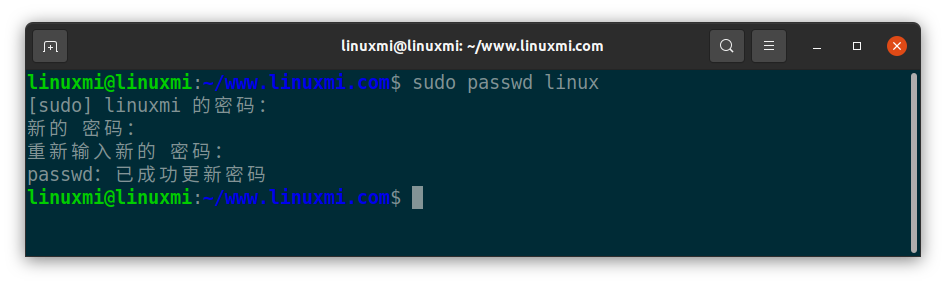 linuxmi@linuxmi: ~/www.linuxmi.com
linuxmi@linuxmi:~/www.linuxmi.com$ sudo passwd linux
[sudo] linuxmi 的密码：
新的 密码：
重新输入新的 密码：
passwd：已成功更新密码
linuxmi@linuxmi:~/www.linuxmi.com$